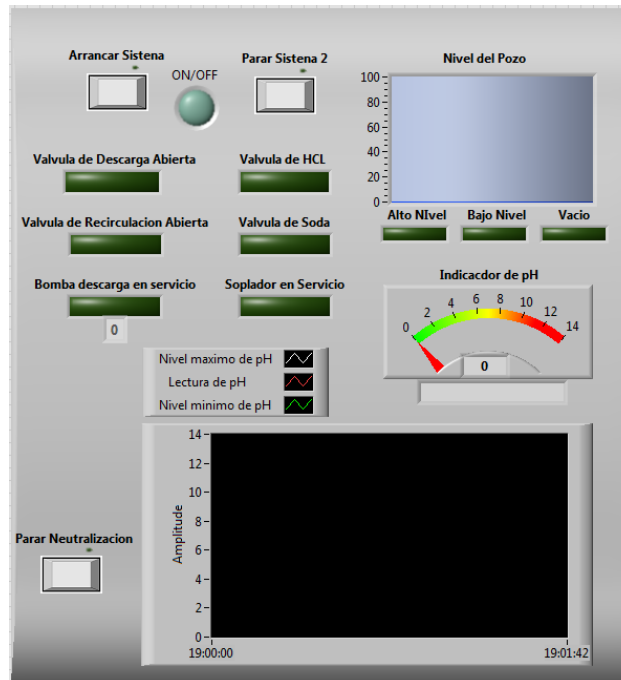 Arrancar Sistena
ON/OFF
Parar Sistena 2
Nivel del Pozo
100
80
60
40
20
0
Valvula de Descarga Abierta
Valvula de HCL
Valvula de Recirculacion Abierta
Valvula de Soda
Alto NIvel
Bajo Nivel
Vacio
Bomba descarga en servicio
Soplador en Servicio
0
Indicacdor de pH
0 2 4 6 8 10 12 14
0
Nivel maximo de pH
Lectura de pH
Nivel minimo de pH
14
12
10
8
6
4
2
0
Amplitude
19:00:00
19:01:42
Parar Neutralizacion